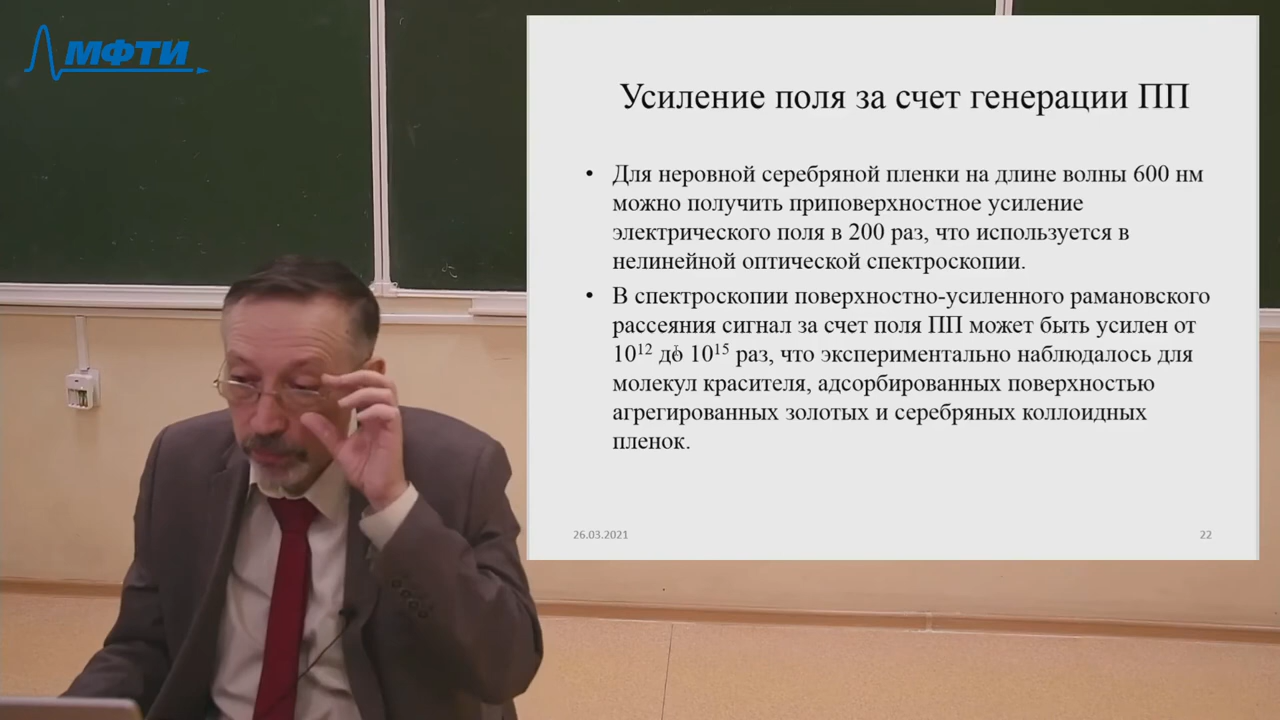 МФТИ
Усиление поля за счет генерации ПП
• Для неровной серебряной пленки на длине волны 600 нм
можно получить приповерхностное усиление
электрического поля в 200 раз, что используется в
нелинейной оптической спектроскопии.
• В спектроскопии поверхностно-усиленного рамановского
рассеяния сигнал за счет поля ПП может быть усилен от
10¹² до 10¹⁵ раз, что экспериментально наблюдалось для
молекул красителя, адсорбированных поверхностью
агрегированных золотых и серебряных коллоидных
пленок.
26.03.2021
22